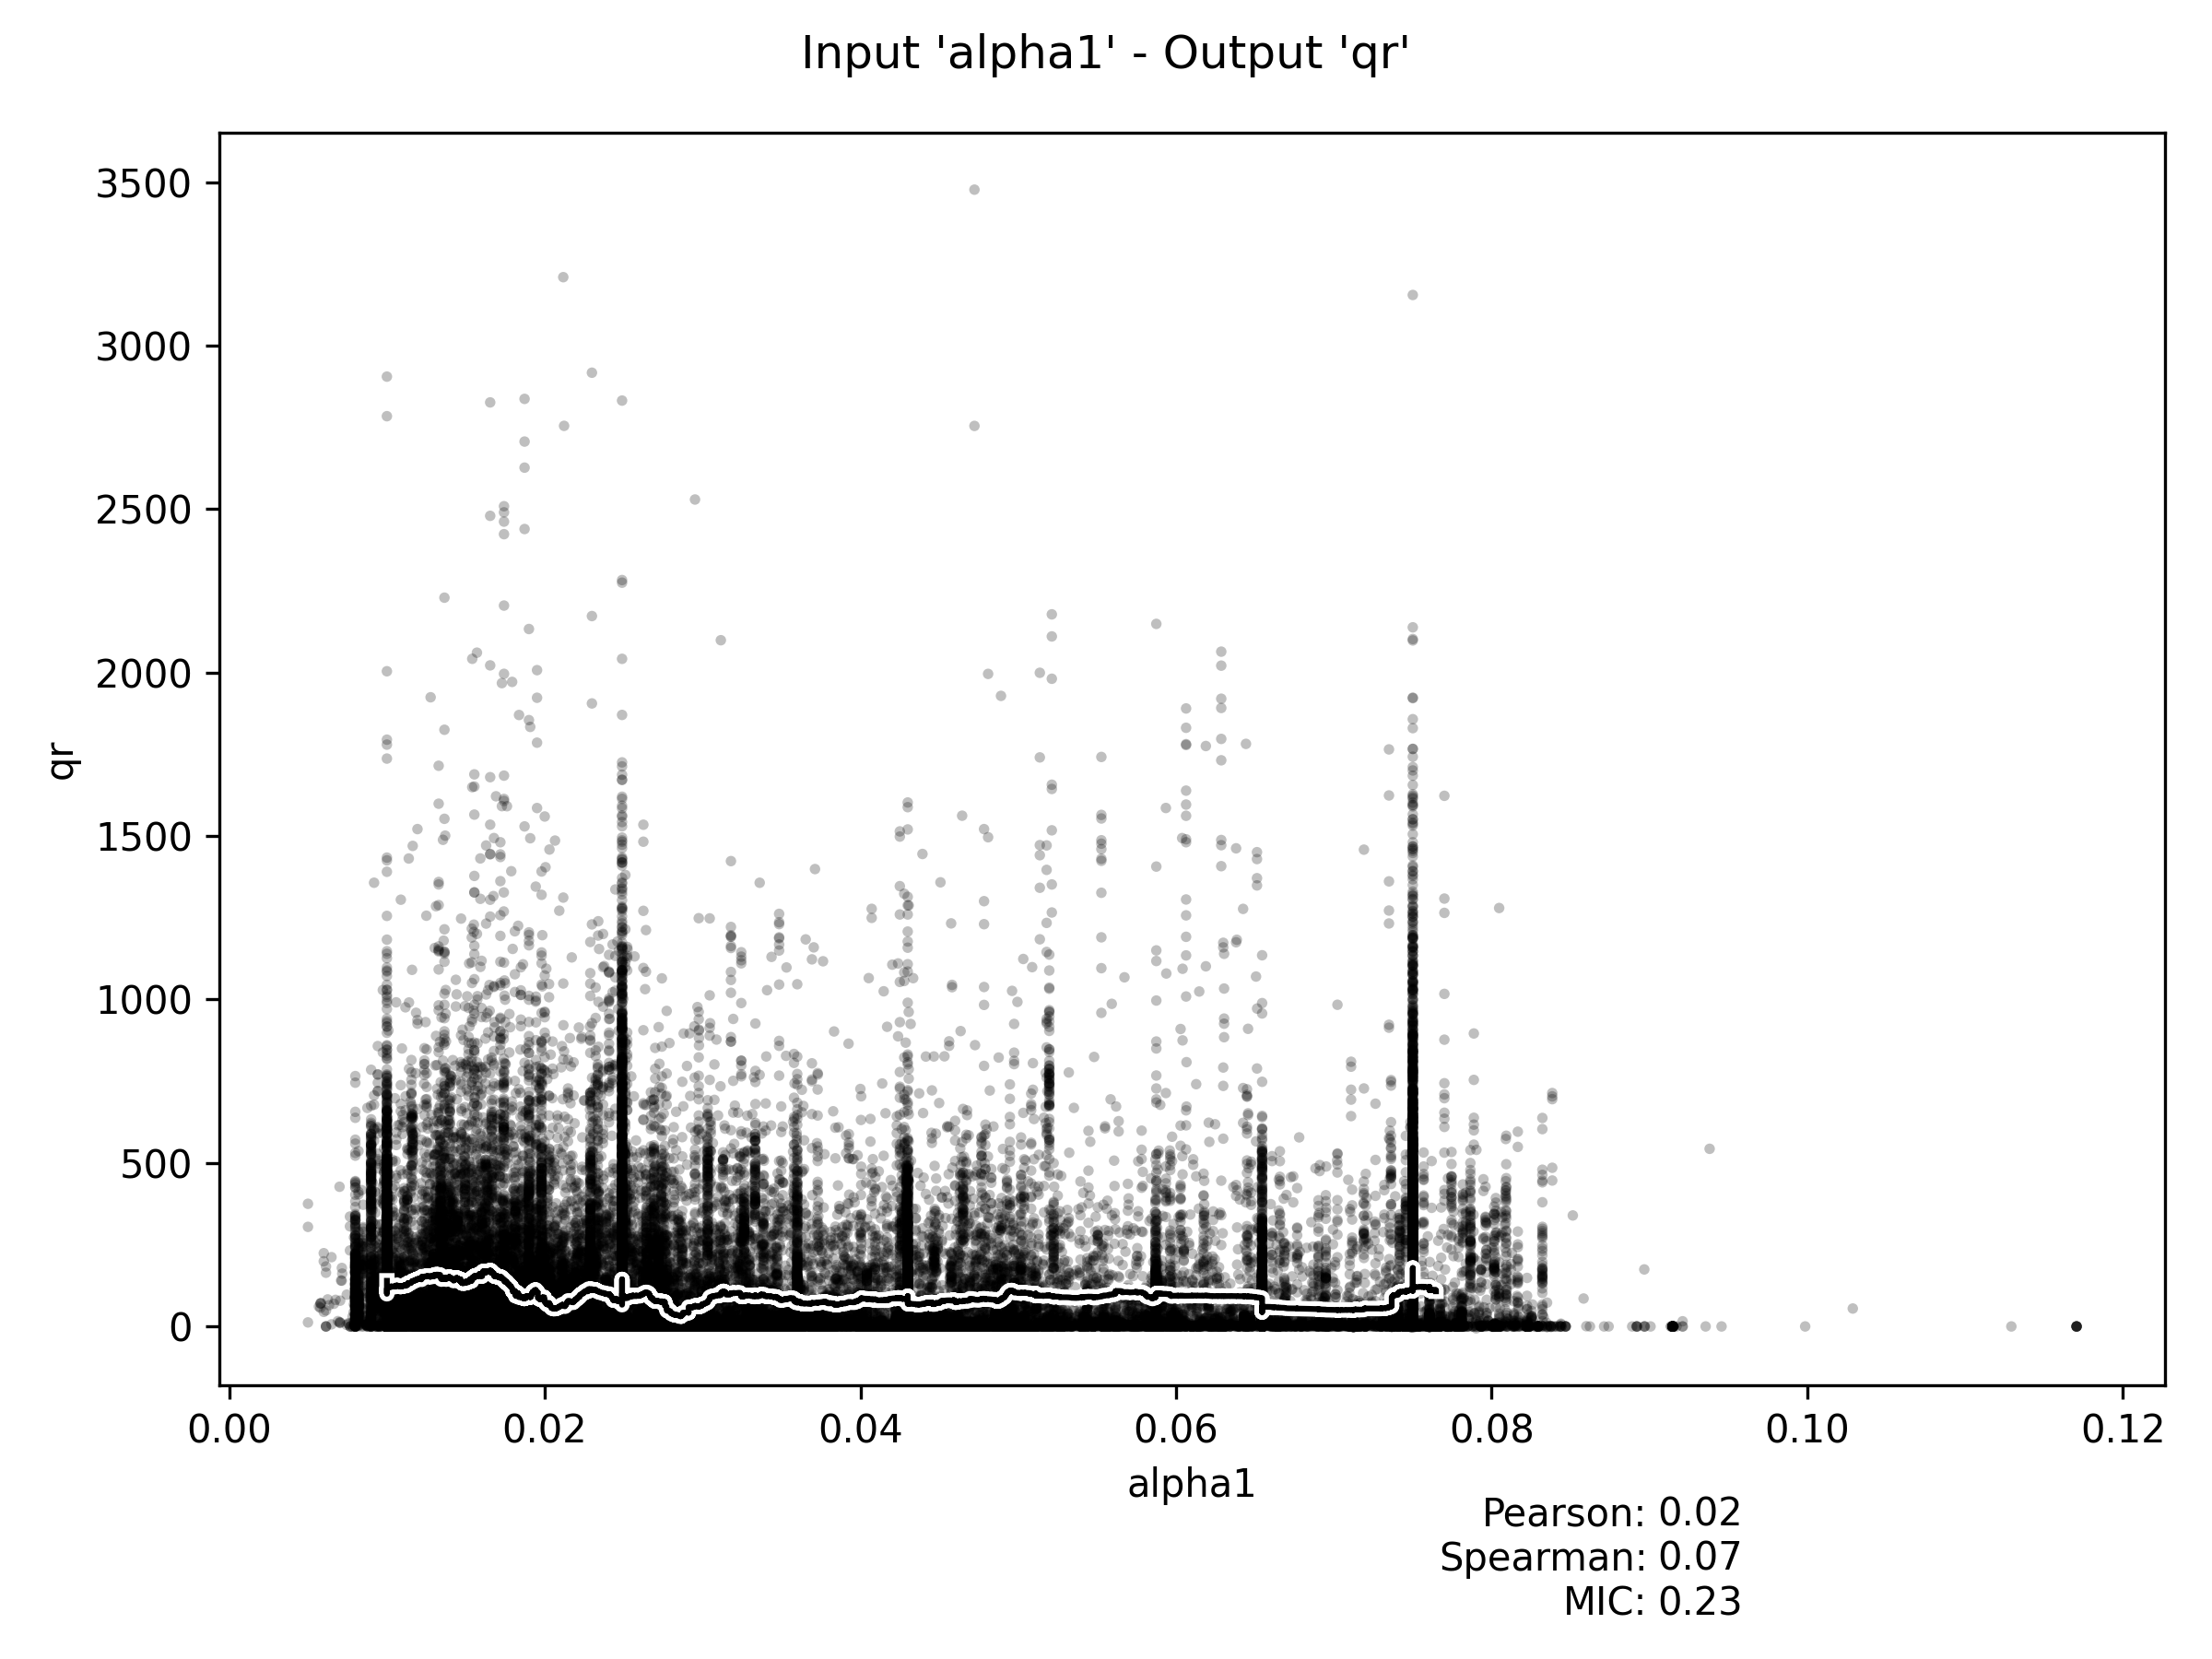 Input 'alpha1' - Output 'qr'
3500
3000
2500
2000
1500
1000
500
0
qr
0.00 0.02 0.04 0.06 0.08 0.10 0.12
alpha1
Pearson: 0.02
Spearman: 0.07
MIC: 0.23